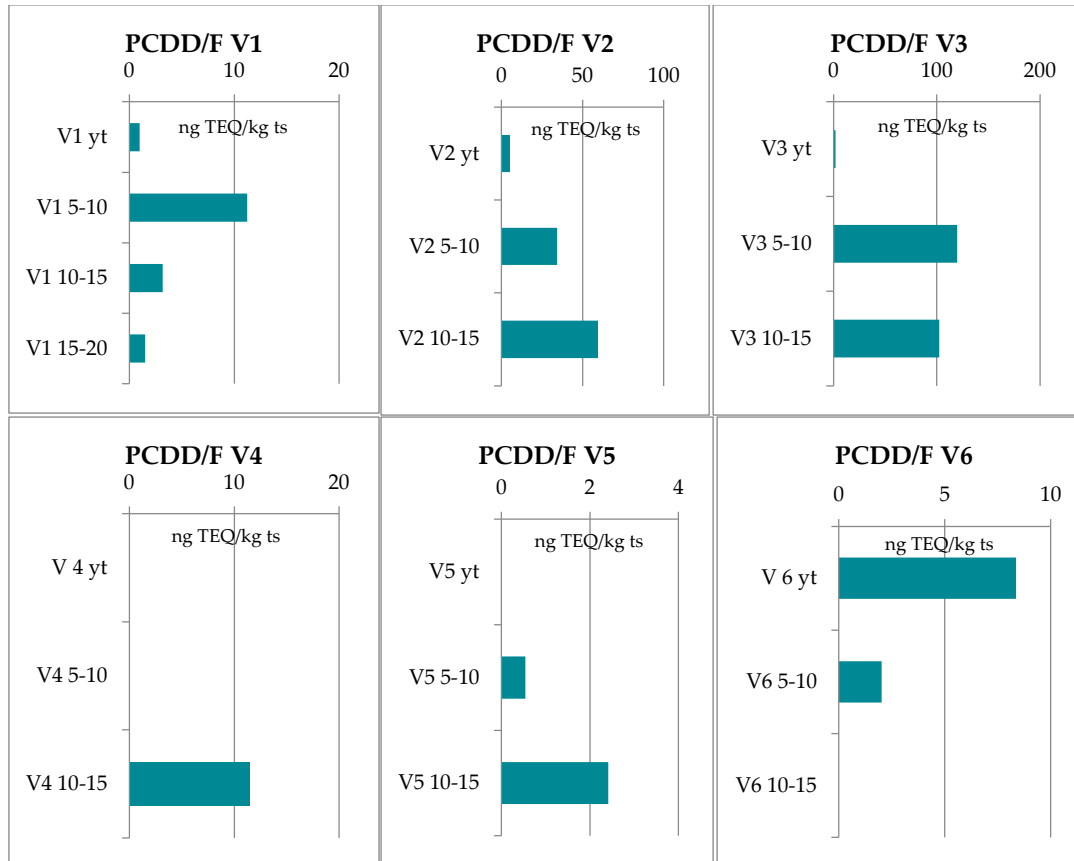 PCDD/F V1
0 10 20
ng TEQ/kg ts
V1 yt
V1 5-10
V1 10-15
V1 15-20
PCDD/F V2
0 50 100
ng TEQ/kg ts
V2 yt
V2 5-10
V2 10-15
PCDD/F V3
0 100 200
ng TEQ/kg ts
V3 yt
V3 5-10
V3 10-15
PCDD/F V4
0 10 20
ng TEQ/kg ts
V 4 yt
V4 5-10
V4 10-15
PCDD/F V5
0 2 4
ng TEQ/kg ts
V5 yt
V5 5-10
V5 10-15
PCDD/F V6
0 5 10
ng TEQ/kg ts
V 6 yt
V6 5-10
V6 10-15